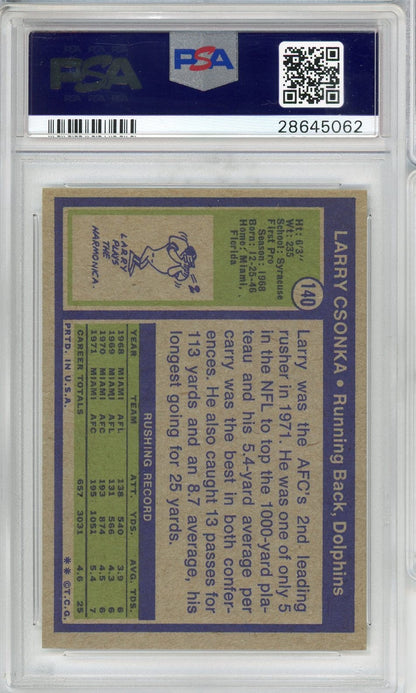 PSA
PSA
28645062
LARRY CSONKA • Running Back, Dolphins
140
Ht: 6'3"
Wt: 235
School: Syracuse
First Pro
Season: 1968
Born: 12-25-46
Home: Miami,
Florida
LARRY
PLAYS
THE
HARMONICA.
Larry was the AFC's 2nd leading
rusher in 1971. He was one of only 5
in the NFL to top the 1000-yard pla-
teau and his 5.4-yard average per
carry was the best in both confer-
ences. He also caught 13 passes for
113 yards and an 8.7 average, his
longest going for 25 yards.
RUSHING RECORD
YEAR TEAM ATT. YDS. AVG. TDS.
1968 MIAMI AFL 138 540 3.9 6
1969 MIAMI AFL 131 566 4.3 6
1970 MIAMI AFC 193 874 4.5 6
1971 MIAMI AFC 195 1051 5.4 7
CAREER TOTALS 657 3031 4.6 25
PRTD. IN U.S.A. ** © T.C.G.